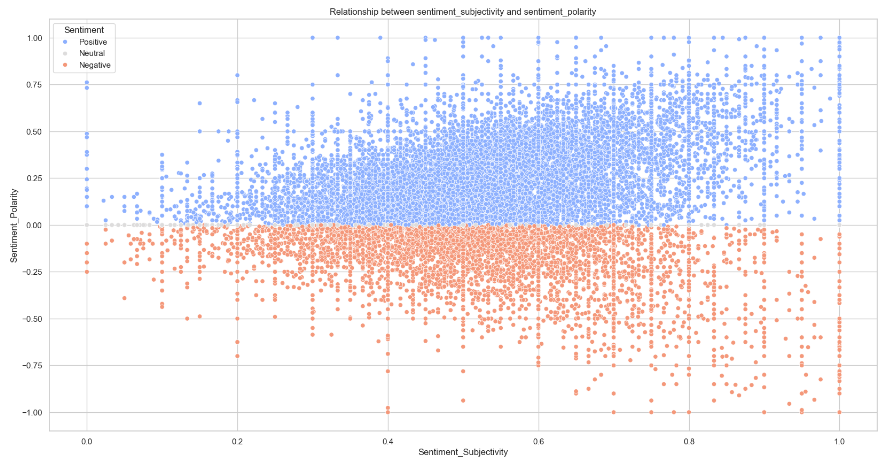 Relationship between sentiment_subjectivity and sentiment_polarity
Sentiment
Positive
Neutral
Negative
Sentiment_Polarity
1.00
0.75
0.50
0.25
0.00
−0.25
−0.50
−0.75
−1.00
0.0 0.2 0.4 0.6 0.8 1.0
Sentiment_Subjectivity